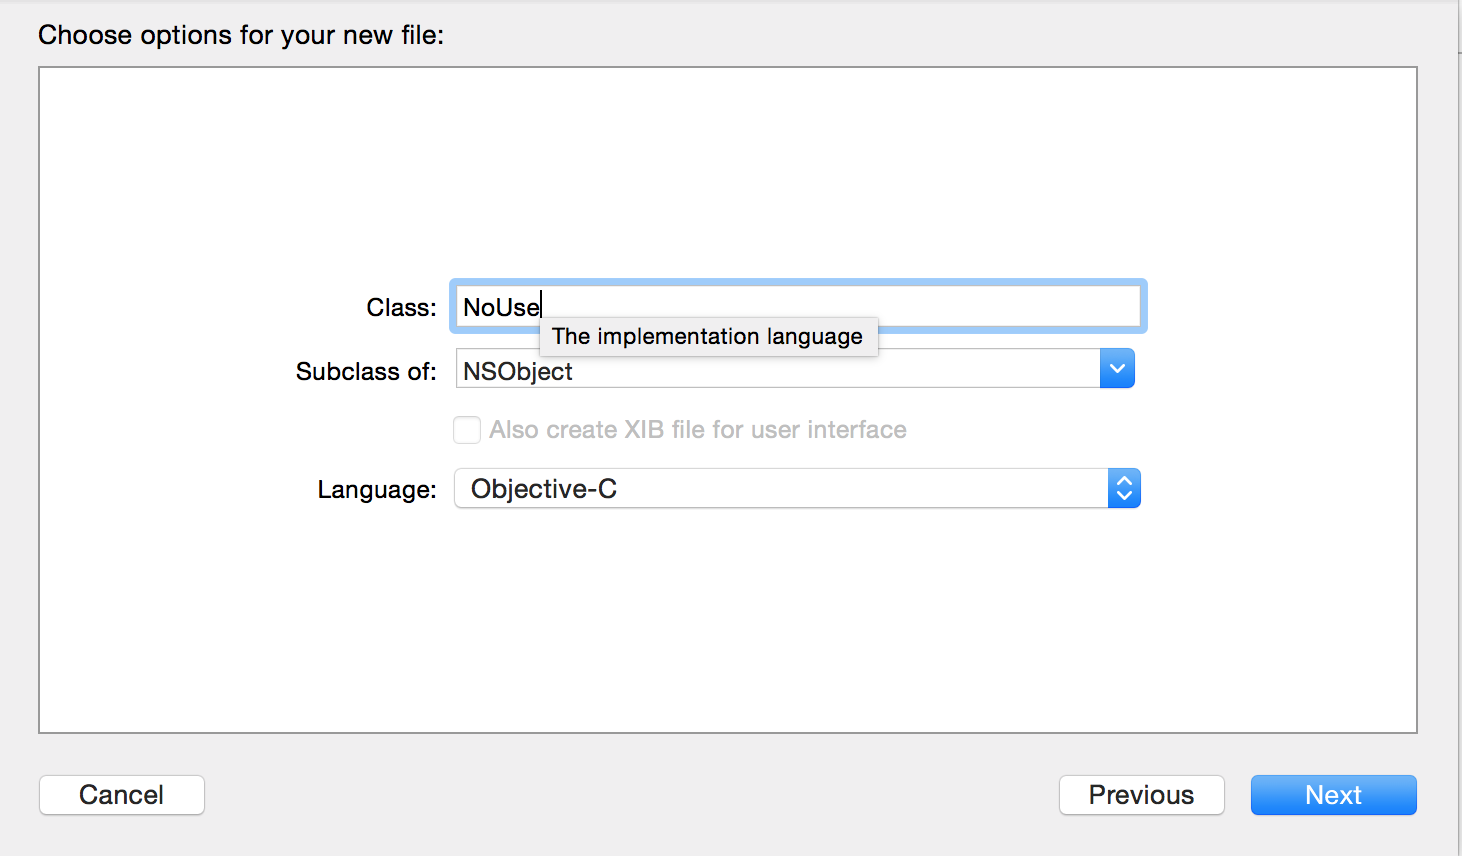 Choose options for your new file:
Class: NoUse
The implementation language
Subclass of: NSObject
Also create XIB file for user interface
Language: Objective-C
Cancel Previous Next